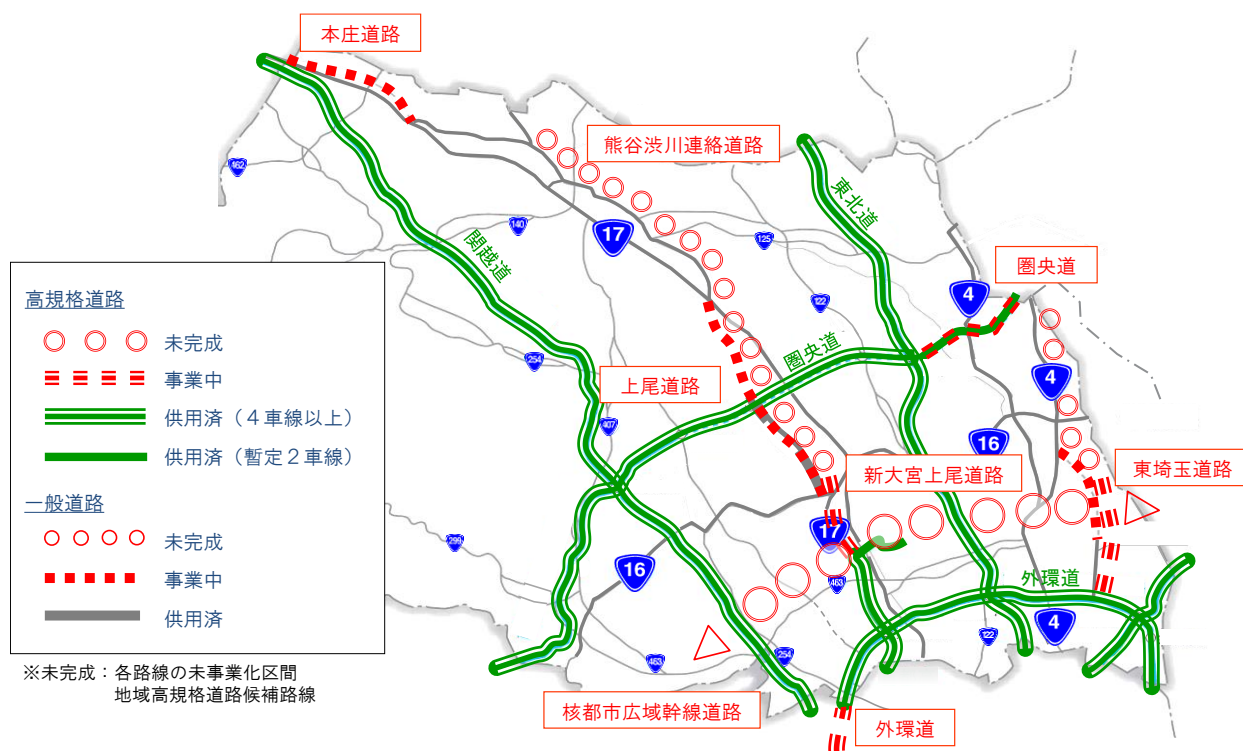 本庄道路
熊谷渋川連絡道路
462
140
17
125
東北道
関越道
圏央道
4
122
圏央道
254
上尾道路
407
4
16
新大宮上尾道路
東埼玉道路
17
299
16
463
外環道
122
4
463
254
核都市広域幹線道路
外環道
高規格道路
未完成
事業中
供用済（４車線以上）
供用済（暫定２車線）
一般道路
未完成
事業中
供用済
※未完成：各路線の未事業化区間
地域高規格道路候補路線